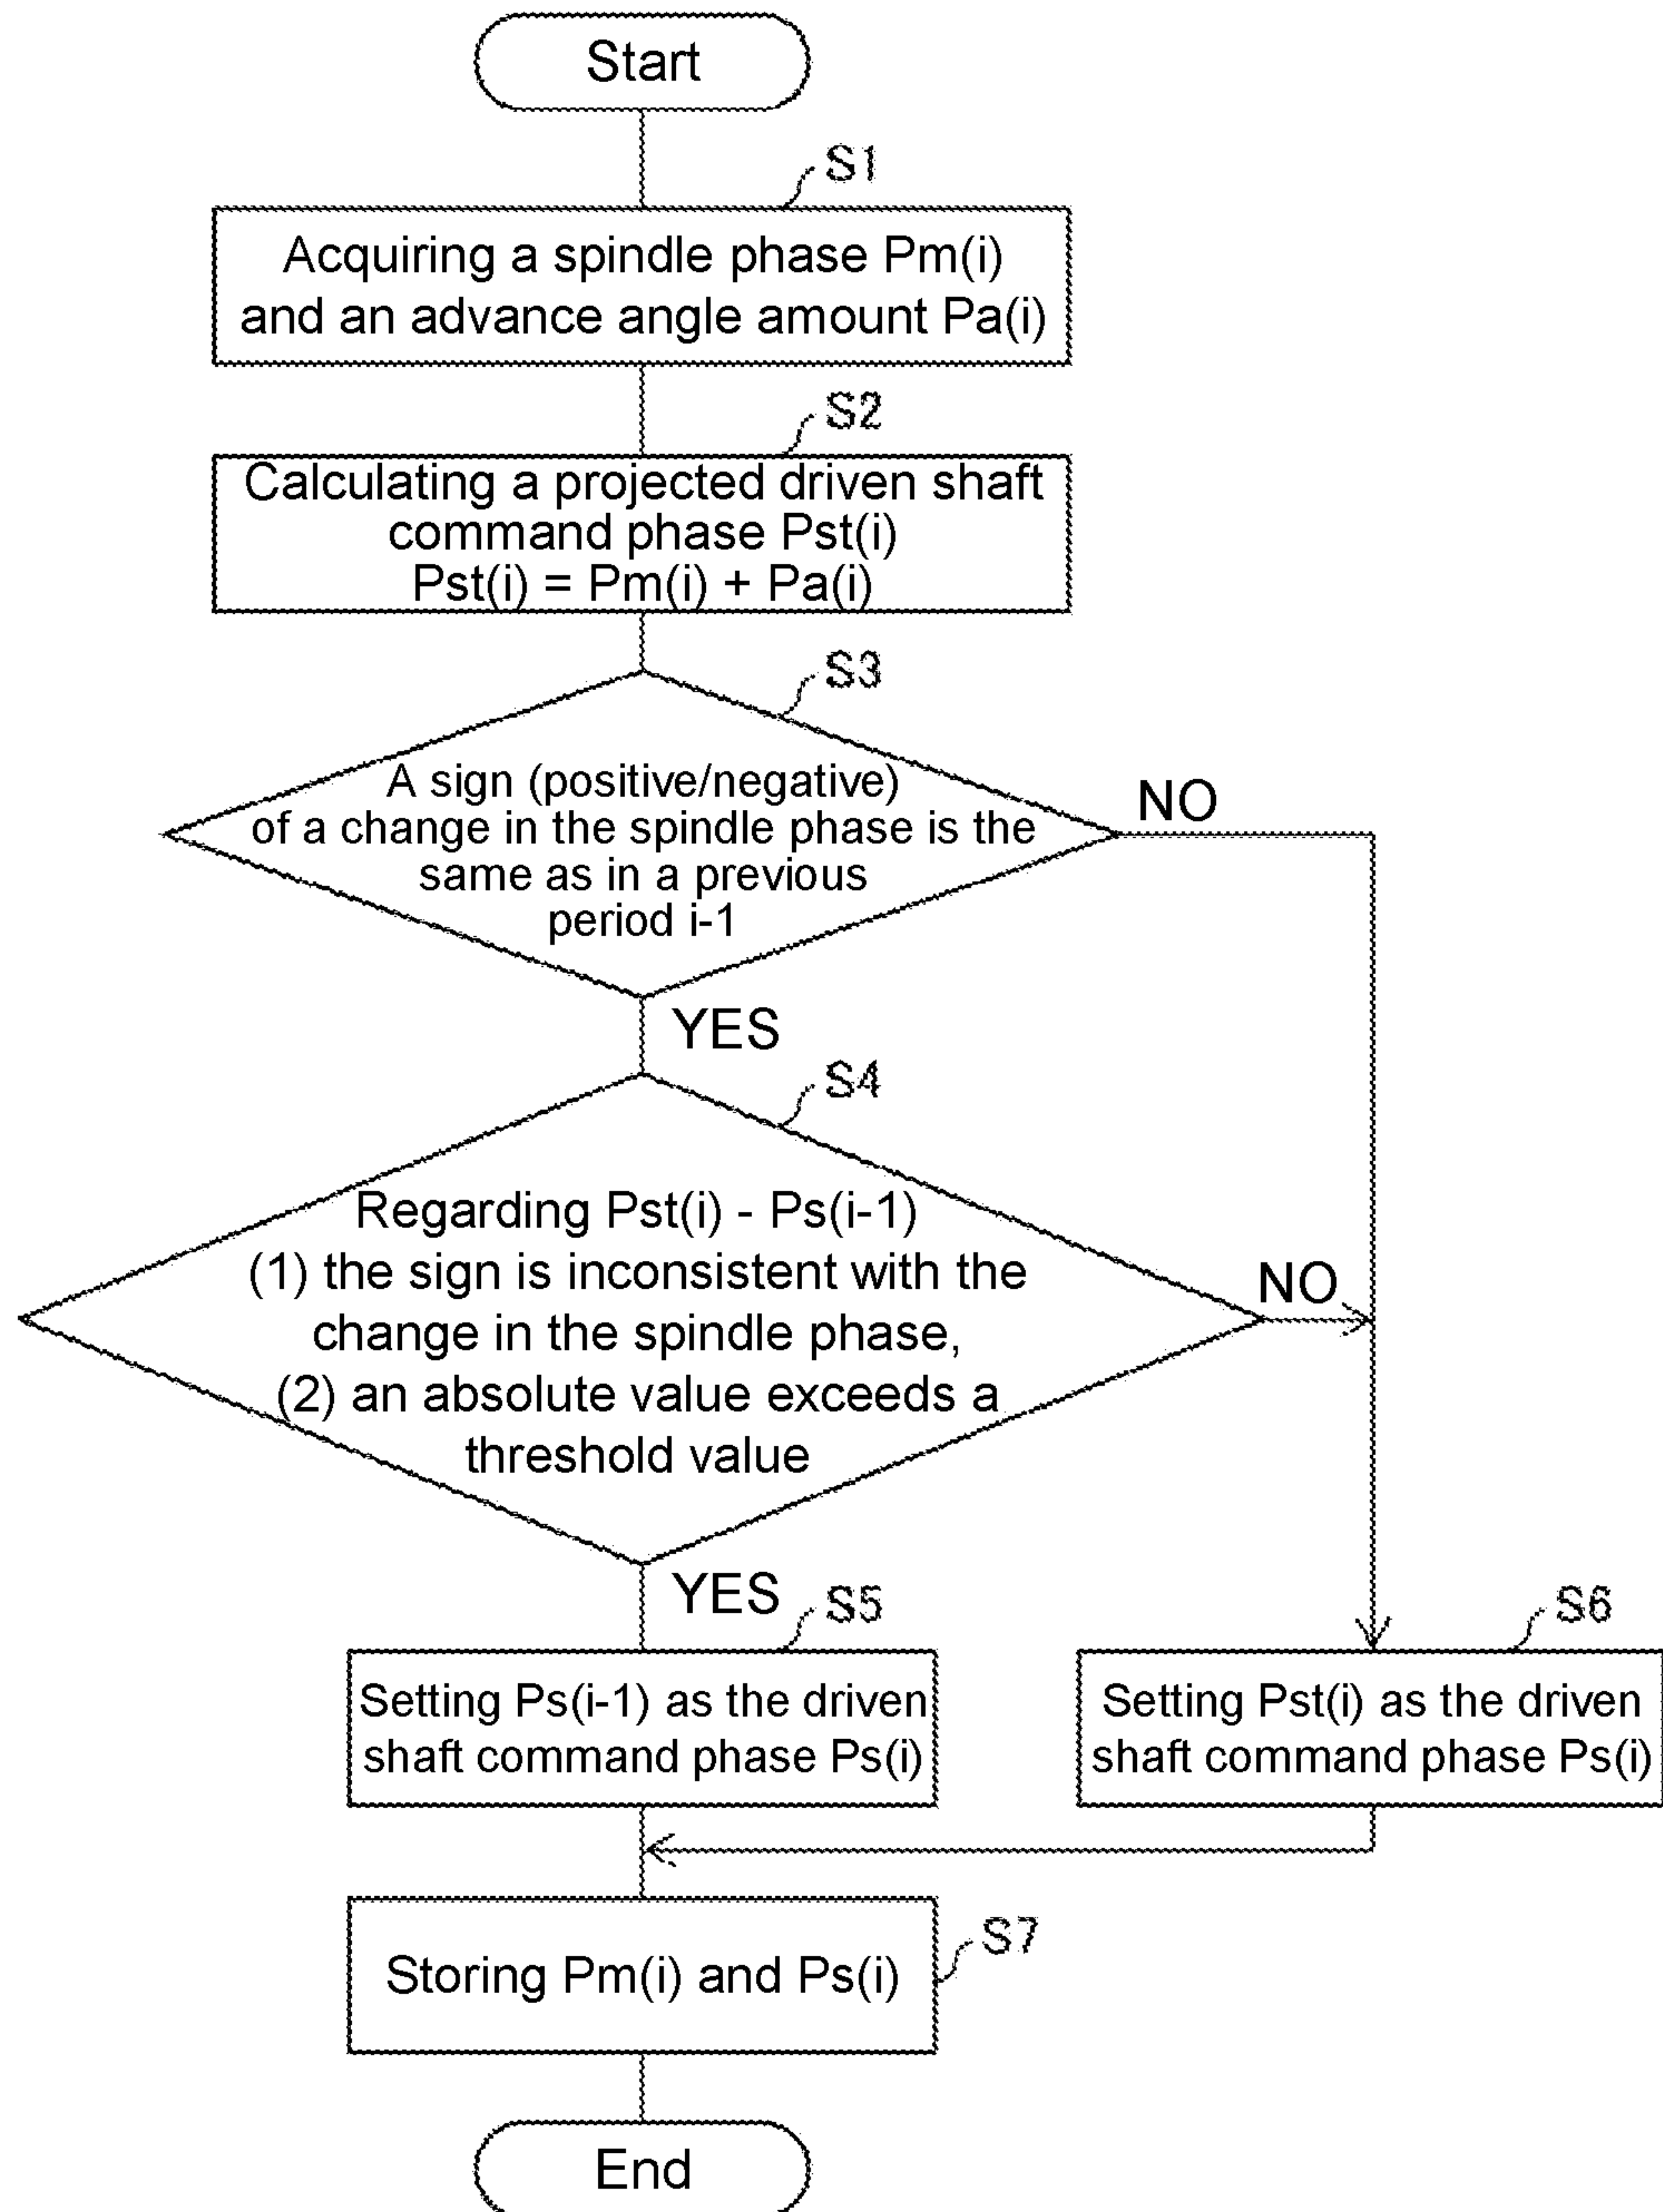 Start
S1
Acquiring a spindle phase Pm(i)
and an advance angle amount Pa(i)
S2
Calculating a projected driven shaft
command phase Pst(i)
Pst(i) = Pm(i) + Pa(i)
S3
A sign (positive/negative)
of a change in the spindle phase is the
same as in a previous
period i-1
NO
YES
S4
Regarding Pst(i) - Ps(i-1)
(1) the sign is inconsistent with the
change in the spindle phase,
(2) an absolute value exceeds a
threshold value
NO
YES
S5
Setting Ps(i-1) as the driven
shaft command phase Ps(i)
S6
Setting Pst(i) as the driven
shaft command phase Ps(i)
S7
Storing Pm(i) and Ps(i)
End